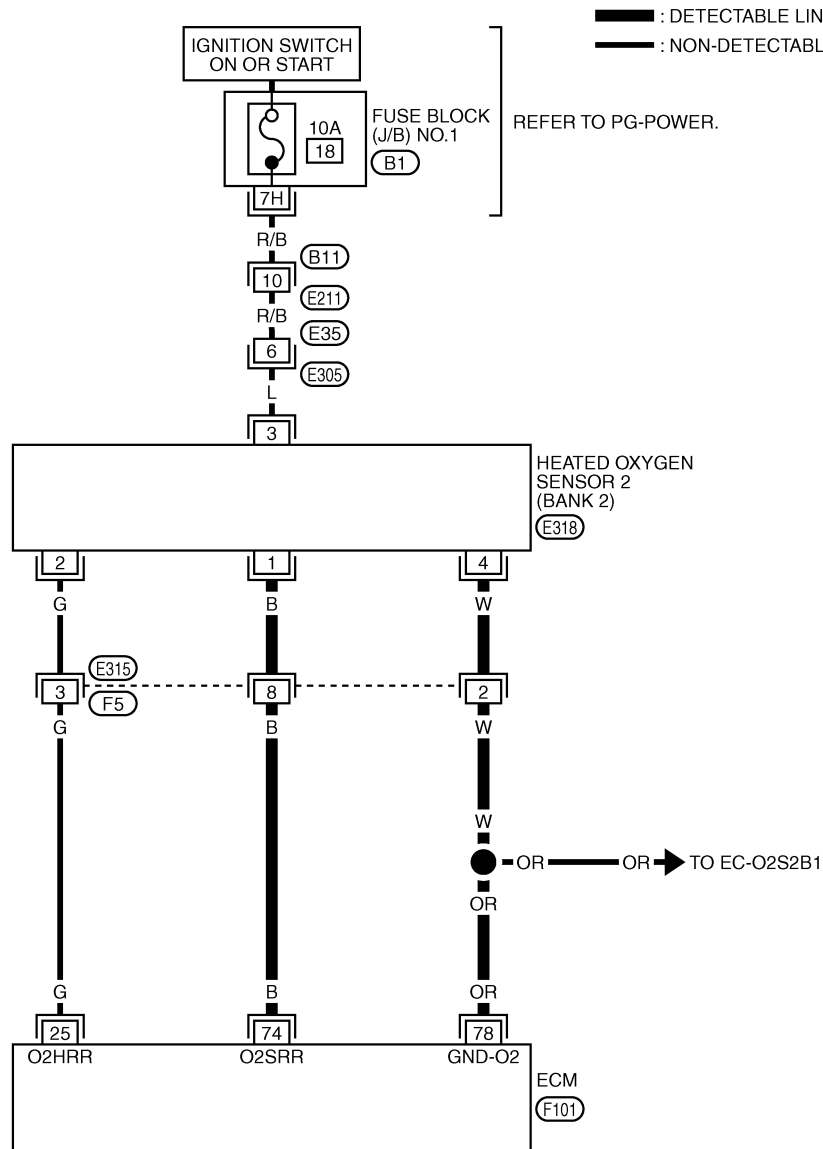 : DETECTABLE LIN
: NON-DETECTABL
IGNITION SWITCH
ON OR START
FUSE BLOCK
(J/B) NO.1
B1
10A
18
REFER TO PG-POWER.
7H
R/B
B11
10
E211
R/B
E35
6
E305
L
3
HEATED OXYGEN
SENSOR 2
(BANK 2)
E318
2 1 4
G B W
E315
3 8 2
F5
G B W
W
OR OR TO EC-O2S2B1
OR
G B OR
25 74 78
O2HRR O2SRR GND-O2
ECM
F101